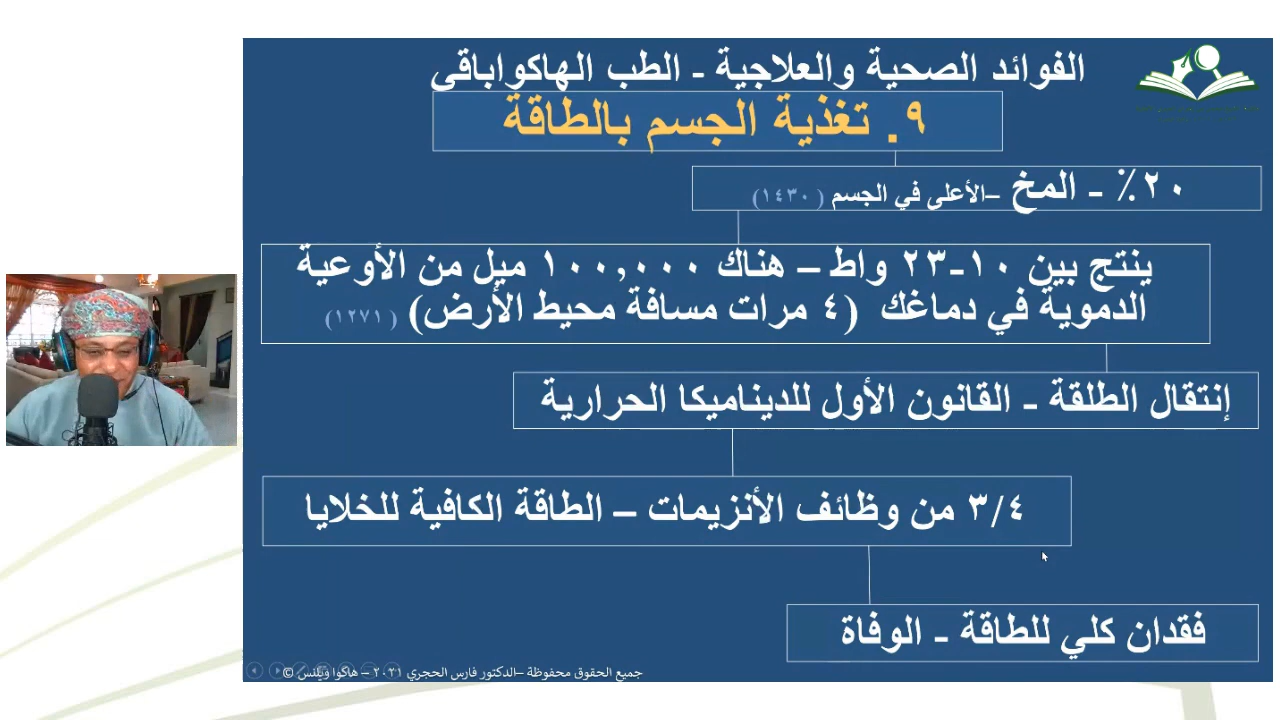 الفوائد الصحية والعلاجية - الطب الهاكواباقى
٩. تغذية الجسم بالطاقة
٢٠٪ - المخ –الأعلى في الجسم (١٤٣٠)
ينتج بين ١٠-٢٣ واط – هناك ١٠٠,٠٠٠ ميل من الأوعية
الدموية في دماغك (٤ مرات مسافة محيط الأرض) (١٢٧١)
إنتقال الطلقة - القانون الأول للديناميكا الحرارية
٣/٤ من وظائف الأنزيمات – الطاقة الكافية للخلايا
فقدان كلي للطاقة - الوفاة
جميع الحقوق محفوظة –الدكتور فارس الحجري ٢٠٢١ – هاكوا ويلنس ©